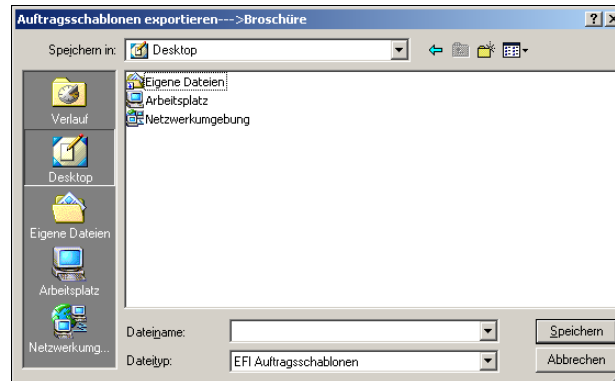 Auftragsschablonen exportieren--->Broschüre
Speichern in:
Desktop
Verlauf
Desktop
Eigene Dateien
Arbeitsplatz
Netzwerkumg...
Eigene Dateien
Arbeitsplatz
Netzwerkumgebung
Dateiname:
Speichern
Dateityp:
EFI Auftragsschablonen
Abbrechen